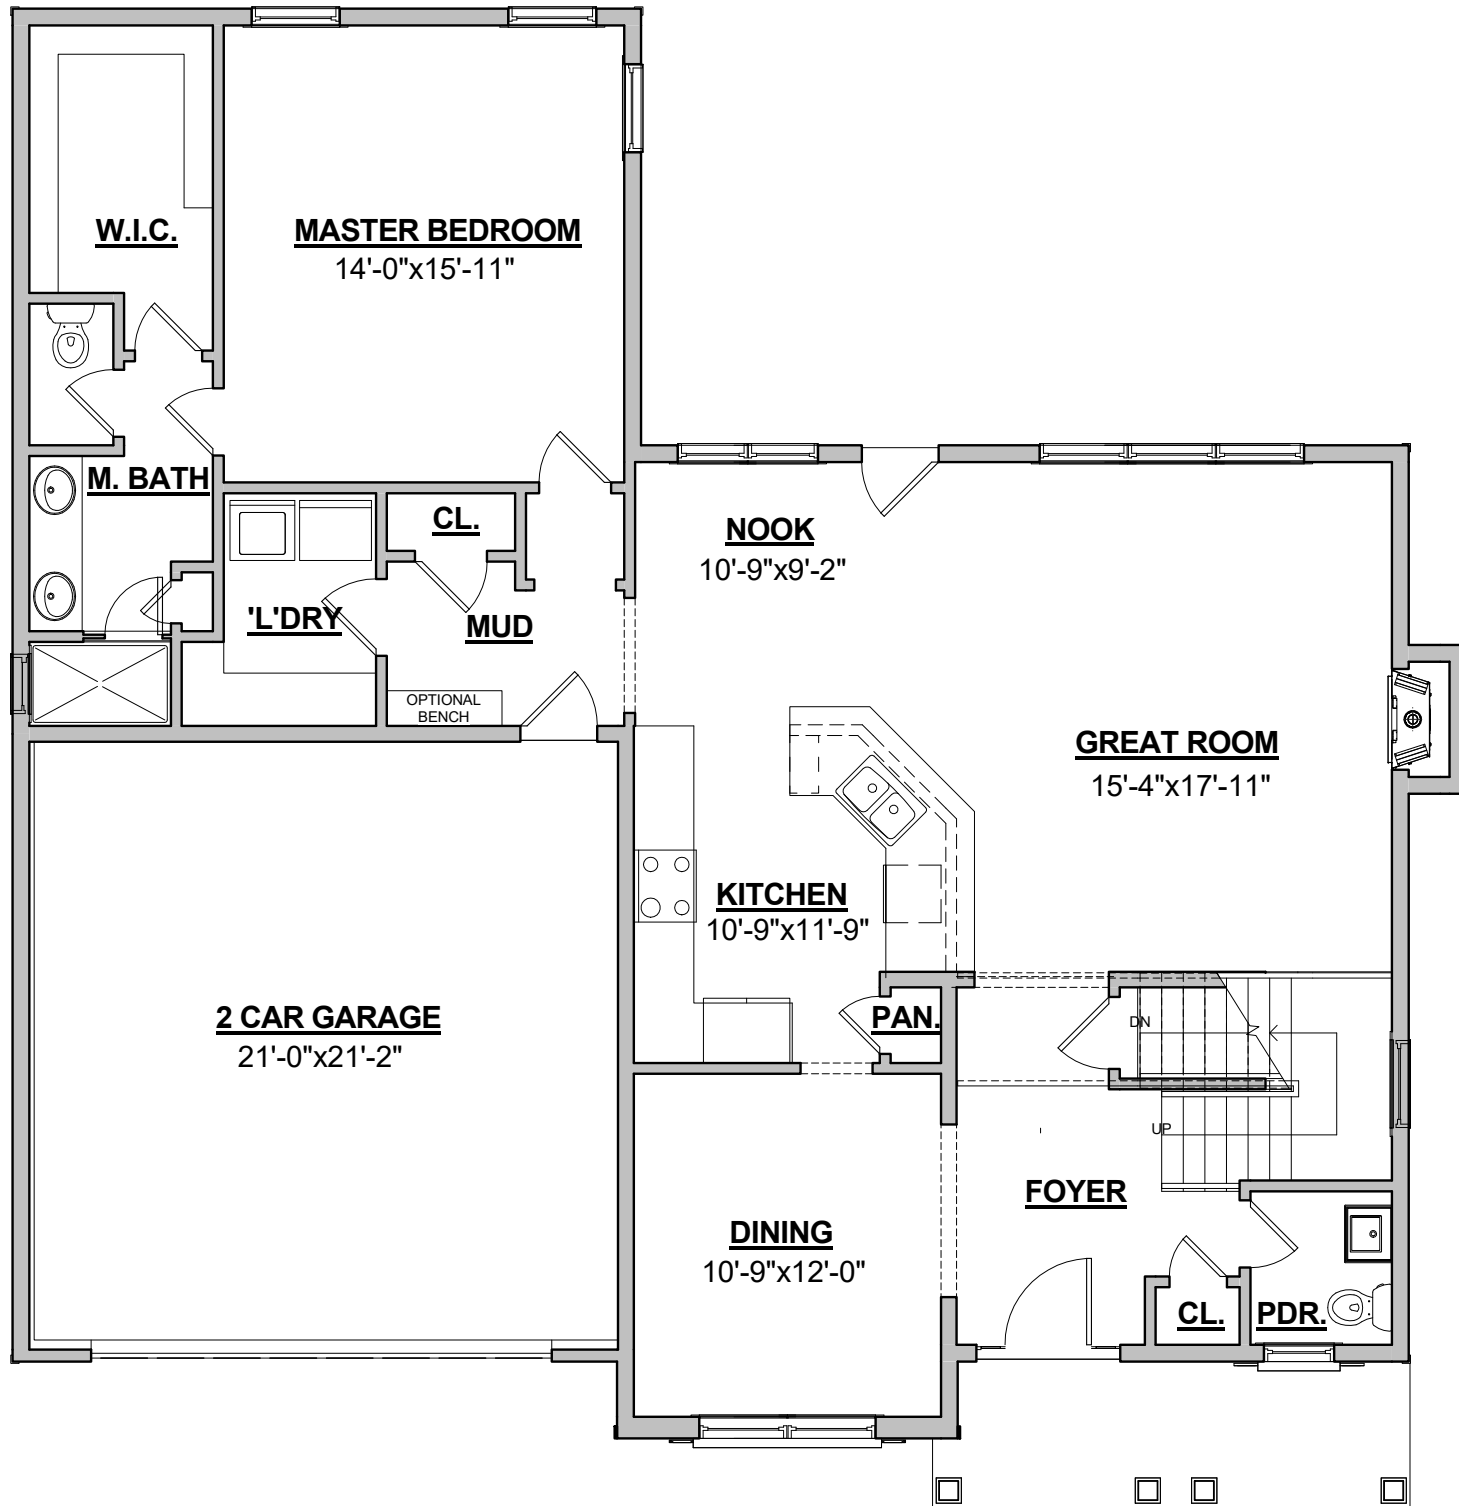 W.I.C.
MASTER BEDROOM
14'-0"x15'-11"
M. BATH
CL.
NOOK
10'-9"x9'-2"
'L'DRY
MUD
OPTIONAL
BENCH
GREAT ROOM
15'-4"x17'-11"
KITCHEN
10'-9"x11'-9"
2 CAR GARAGE
21'-0"x21'-2"
PAN.
DN
UP
FOYER
DINING
10'-9"x12'-0"
CL.
PDR.